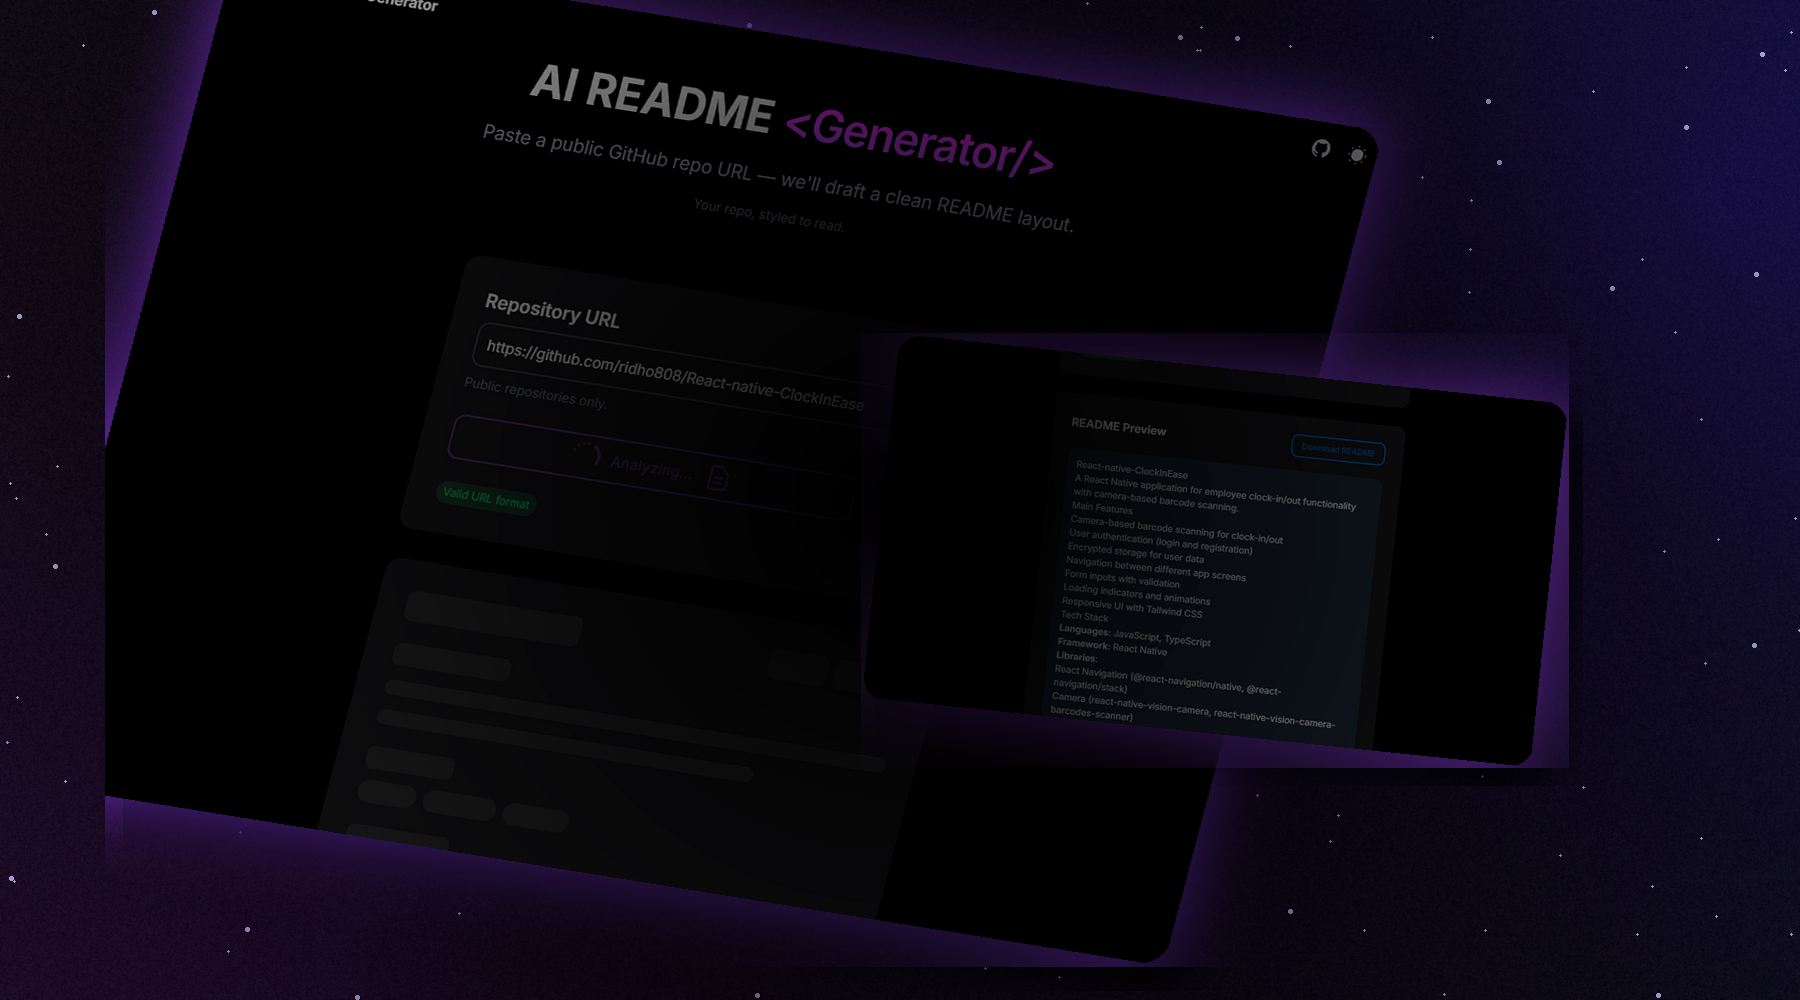 Generator
AI README <Generator/>
Paste a public GitHub repo URL — we'll draft a clean README layout.
Your repo, styled to read.
Repository URL
https://github.com/ridho808/React-native-ClockInEase
Public repositories only.
Analyzing...
Valid URL format
README Preview
Download README
React-native-ClockInEase
A React Native application for employee clock-in/out functionality
with camera-based barcode scanning.
Main Features
Camera-based barcode scanning for clock-in/out
User authentication (login and registration)
Encrypted storage for user data
Navigation between different app screens
Form inputs with validation
Loading indicators and animations
Responsive UI with Tailwind CSS
Tech Stack
Languages: JavaScript, TypeScript
Framework: React Native
Libraries:
React Navigation (@react-navigation/native, @react-
navigation/stack)
Camera (react-native-vision-camera, react-native-vision-camera-
barcodes-scanner)